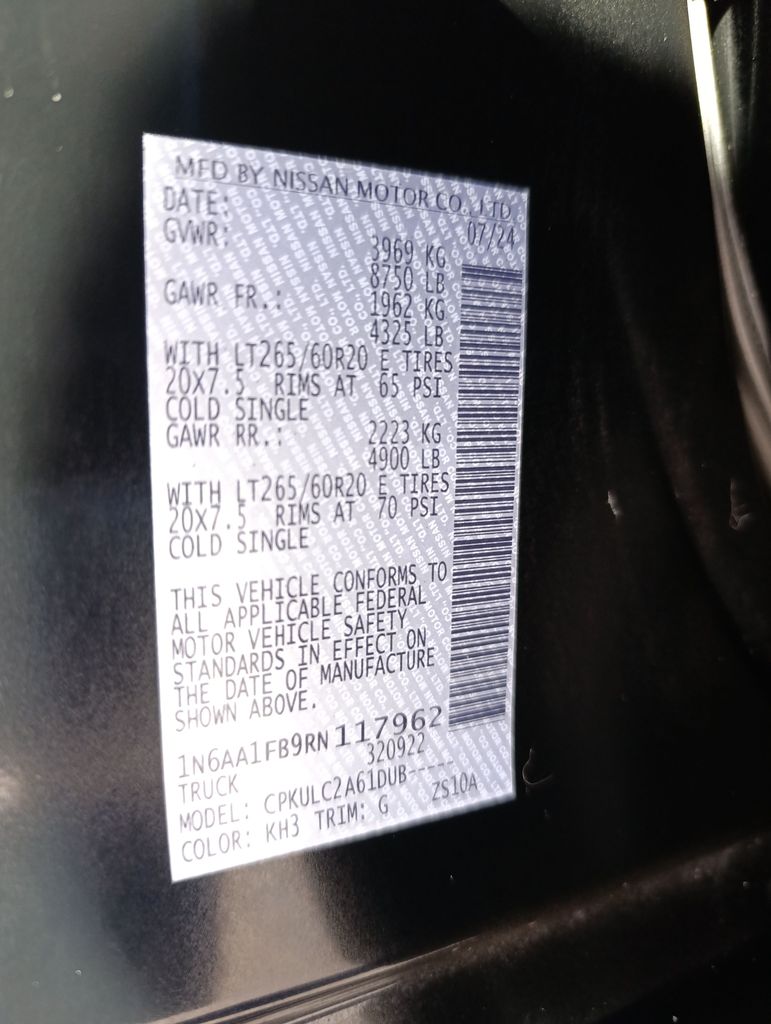 MFD BY NISSAN MOTOR CO., LTD.
DATE: 07/24
GVWR: 3969 KG
8750 LB
GAWR FR.: 1962 KG
4325 LB
WITH LT265/60R20 E TIRES
20X7.5 RIMS AT 65 PSI
COLD SINGLE
GAWR RR.: 2223 KG
4900 LB
WITH LT265/60R20 E TIRES
20X7.5 RIMS AT 70 PSI
COLD SINGLE
THIS VEHICLE CONFORMS TO
ALL APPLICABLE FEDERAL
MOTOR VEHICLE SAFETY
STANDARDS IN EFFECT ON
THE DATE OF MANUFACTURE
SHOWN ABOVE.
1N6AA1FB9RN117962
TRUCK 320922
MODEL: CPKULC2A61DUB-----
COLOR: KH3 TRIM: G ZS10A